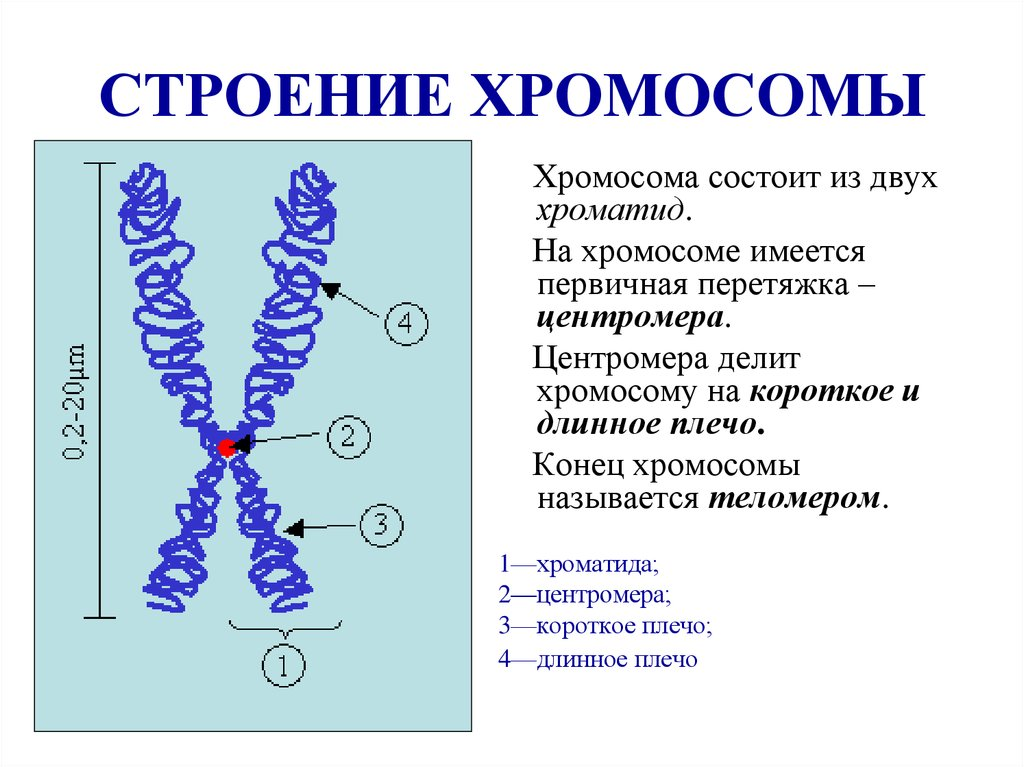 СТРОЕНИЕ ХРОМОСОМЫ
0,2-20µm
4
2
3
1
Хромосома состоит из двух
хроматид.
На хромосоме имеется
первичная перетяжка –
центромера.
Центромера делит
хромосому на короткое и
длинное плечо.
Конец хромосомы
называется теломером.
1—хроматида;
2—центромера;
3—короткое плечо;
4—длинное плечо